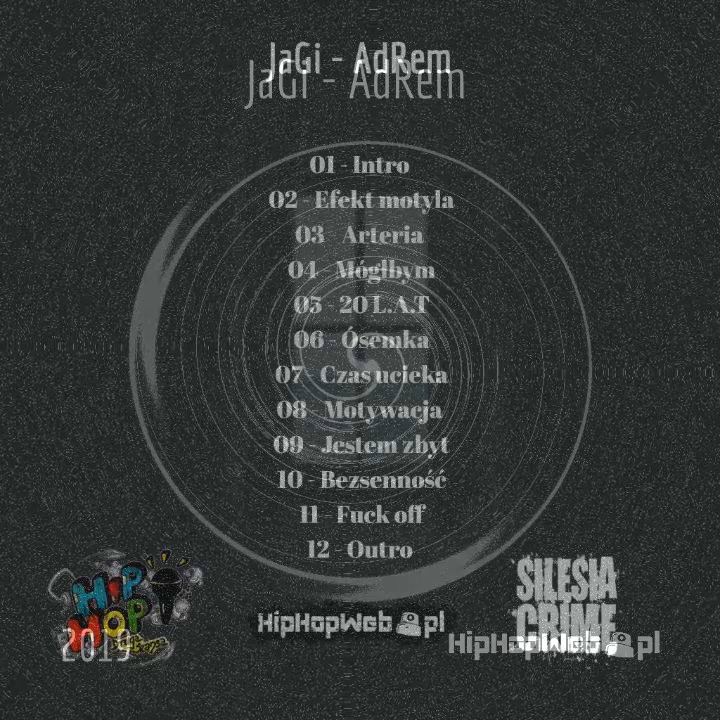 JaGi - AdRem
JaGi - AdRem
01 - Intro
02 - Efekt motyla
03 - Arteria
04 - Mógłbym
05 - 20 L.A.T
06 - Ósemka
07 - Czas ucieka
08 - Motywacja
09 - Jestem zbyt
10 - Bezsenność
11 - Fuck off
12 - Outro
HIP
HOP
2019
HipHopWeb.pl
SILESIA
CRIME
HipHopWeb.pl